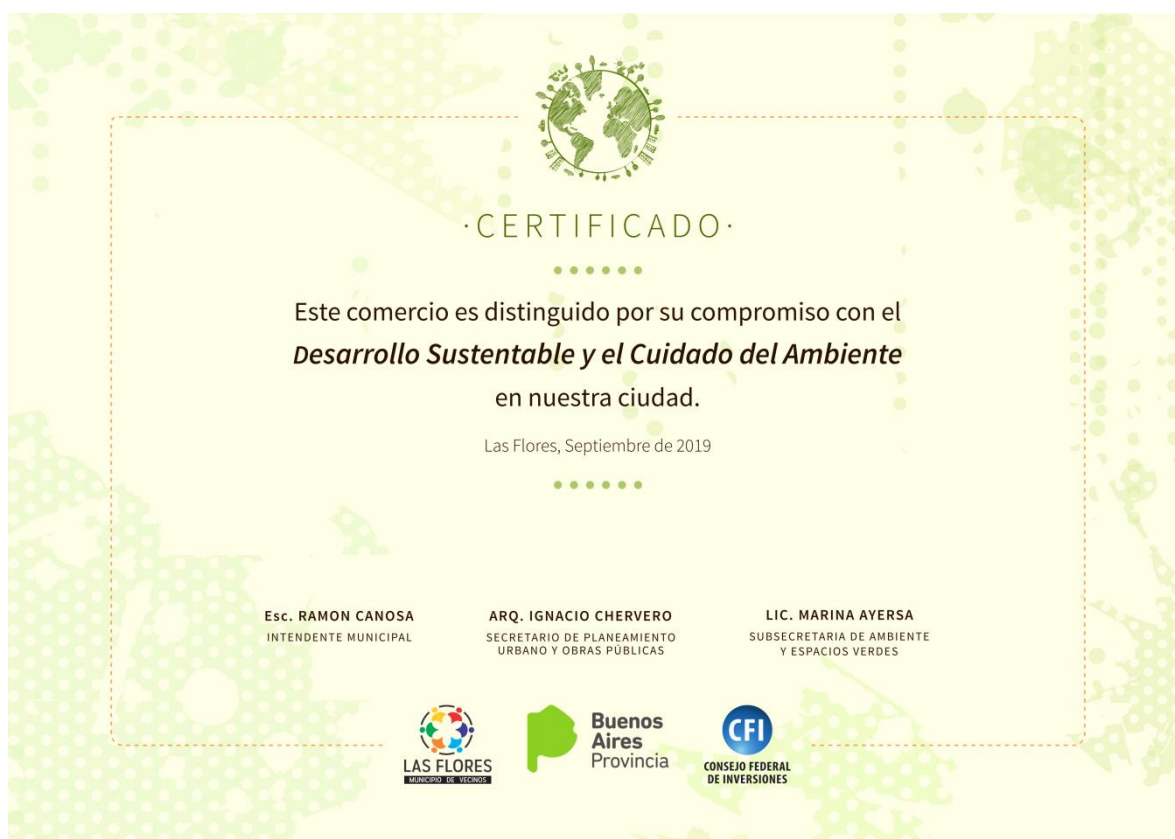 ·CERTIFICADO·
Este comercio es distinguido por su compromiso con el
Desarrollo Sustentable y el Cuidado del Ambiente
en nuestra ciudad.
Las Flores, Septiembre de 2019
Esc. RAMON CANOSA
INTENDENTE MUNICIPAL
ARQ. IGNACIO CHERVERO
SECRETARIO DE PLANEAMIENTO
URBANO Y OBRAS PÚBLICAS
LIC. MARINA AYERSA
SUBSECRETARIA DE AMBIENTE
Y ESPACIOS VERDES
LAS FLORES
MUNICIPIO DE VECINOS
Buenos
Aires
Provincia
CFI
CONSEJO FEDERAL
DE INVERSIONES